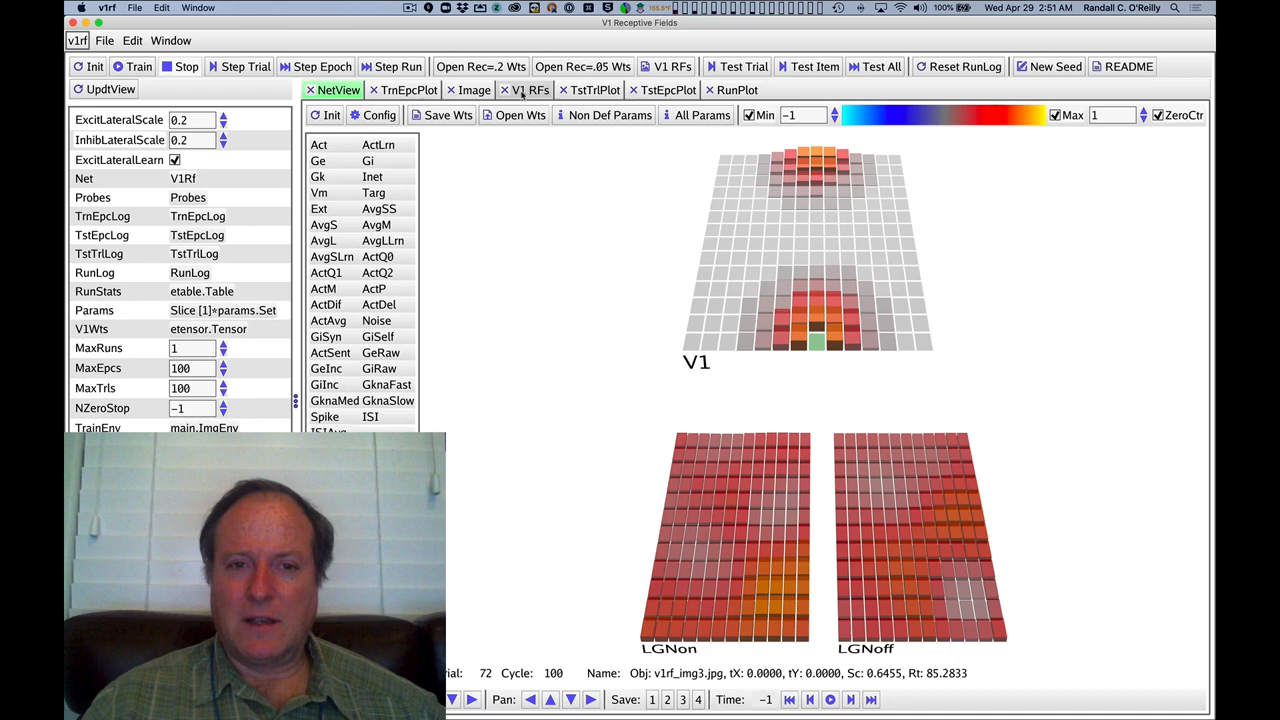 v1rf File Edit Window 155.5°F 100% Wed Apr 29 2:51 AM Randall C. O'Reilly
V1 Receptive Fields
v1rf File Edit Window
Init Train Stop Step Trial Step Epoch Step Run Open Rec=.2 Wts Open Rec=.05 Wts V1 RFs Test Trial Test Item Test All Reset RunLog New Seed README
UpdtView NetView TrnEpcPlot Image V1 RFs TstTrlPlot TstEpcPlot RunPlot
Init Config Save Wts Open Wts Non Def Params All Params Min -1 Max 1 ZeroCtr
ExcitLateralScale 0.2
InhibLateralScale 0.2
ExcitLateralLearn
Net V1Rf
Probes Probes
TrnEpcLog TrnEpcLog
TstEpcLog TstEpcLog
TstTrlLog TstTrlLog
RunLog RunLog
RunStats etable.Table
Params Slice [1]*params.Set
V1Wts etensor.Tensor
MaxRuns 1
MaxEpcs 100
MaxTrls 100
NZeroStop -1
TrainEnv main.ImgEnv
Act ActLrn
Ge Gi
Gk Inet
Vm Targ
Ext AvgSS
AvgS AvgM
AvgL AvgLLrn
AvgSLrn ActQ0
ActQ1 ActQ2
ActM ActP
ActDif ActDel
ActAvg Noise
GiSyn GiSelf
ActSent GeRaw
GeInc GiRaw
GiInc GknaFast
GknaMed GknaSlow
Spike ISI
V1
LGNon LGNoff
72 Cycle: 100 Name: Obj: v1rf_img3.jpg, tX: 0.0000, tY: 0.0000, Sc: 0.6455, Rt: 85.2833
Pan: Save: 1 2 3 4 Time: -1